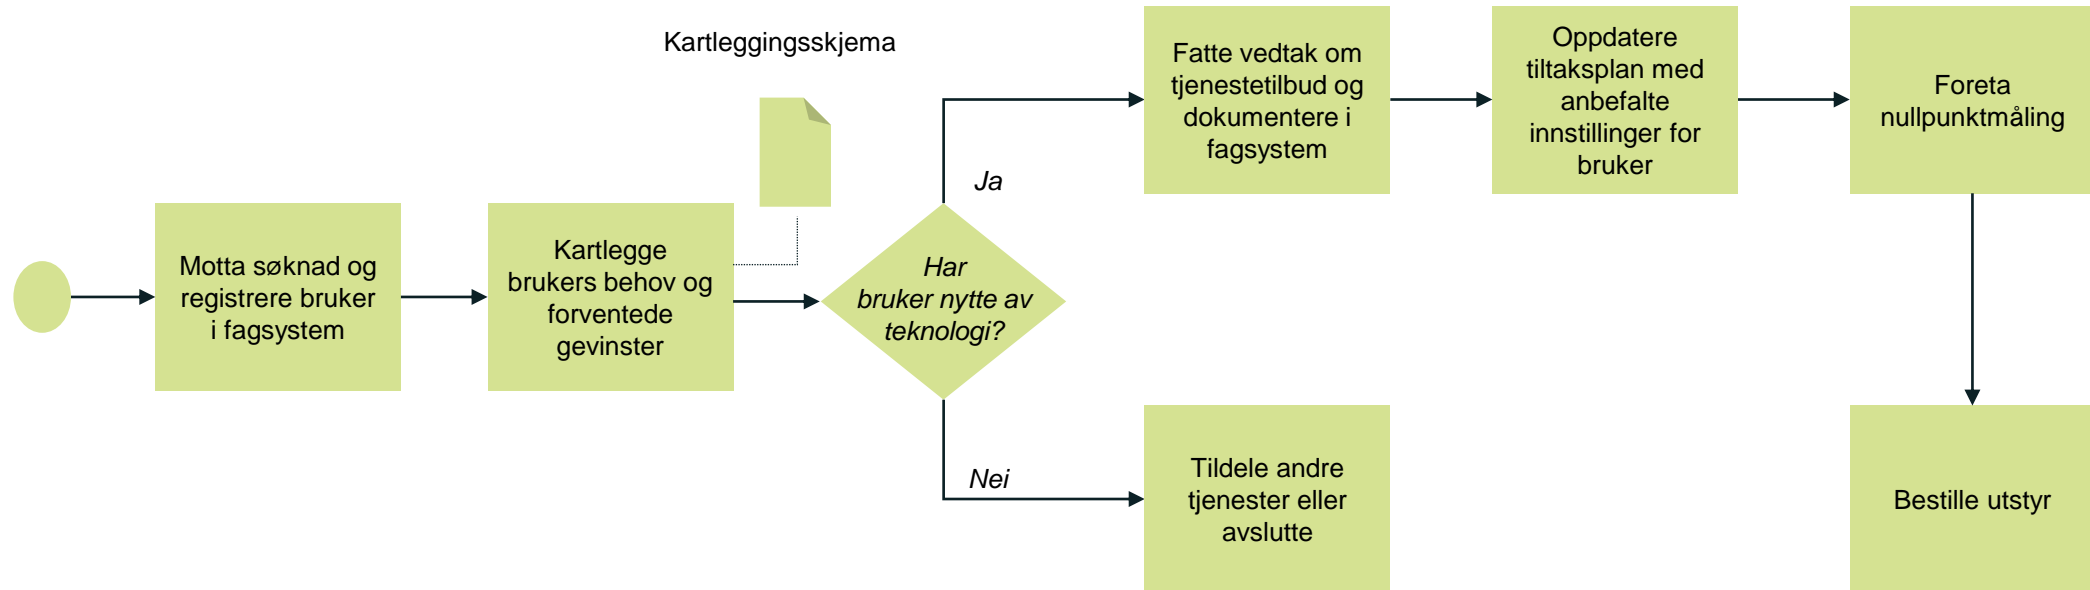 Kartleggingsskjema
Motta søknad og
registrere bruker
i fagsystem
Kartlegge
brukers behov og
forventede
gevinster
Har
bruker nytte av
teknologi?
Ja
Fatte vedtak om
tjenestetilbud og
dokumentere i
fagsystem
Oppdatere
tiltaksplan med
anbefalte
innstillinger for
bruker
Foreta
nullpunktmåling
Nei
Tildele andre
tjenester eller
avslutte
Bestille utstyr